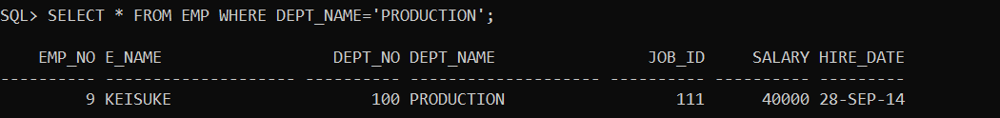 SQL> SELECT * FROM EMP WHERE DEPT_NAME='PRODUCTION';
    EMP_NO E_NAME                  DEPT_NO DEPT_NAME                JOB_ID     SALARY HIRE_DATE
---------- -------------------- ---------- -------------------- ---------- ---------- ---------
         9 KEISUKE                     100 PRODUCTION                  111      40000 28-SEP-14